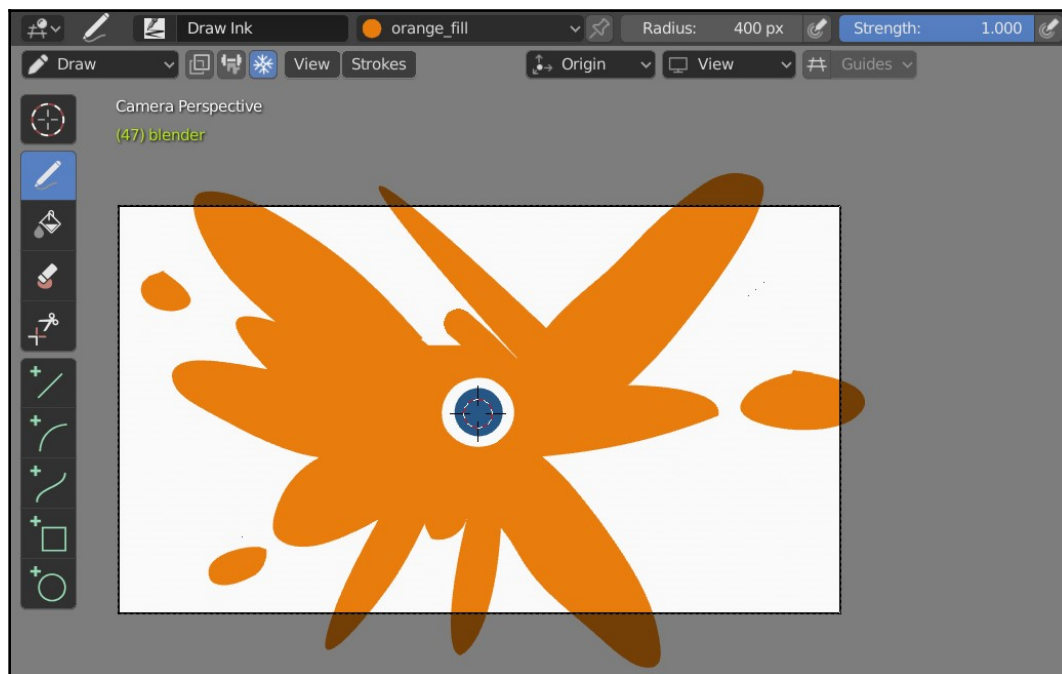 Draw Ink orange_fill Radius: 400 px Strength: 1.000
Draw View Strokes Origin View Guides
Camera Perspective
(47) blender